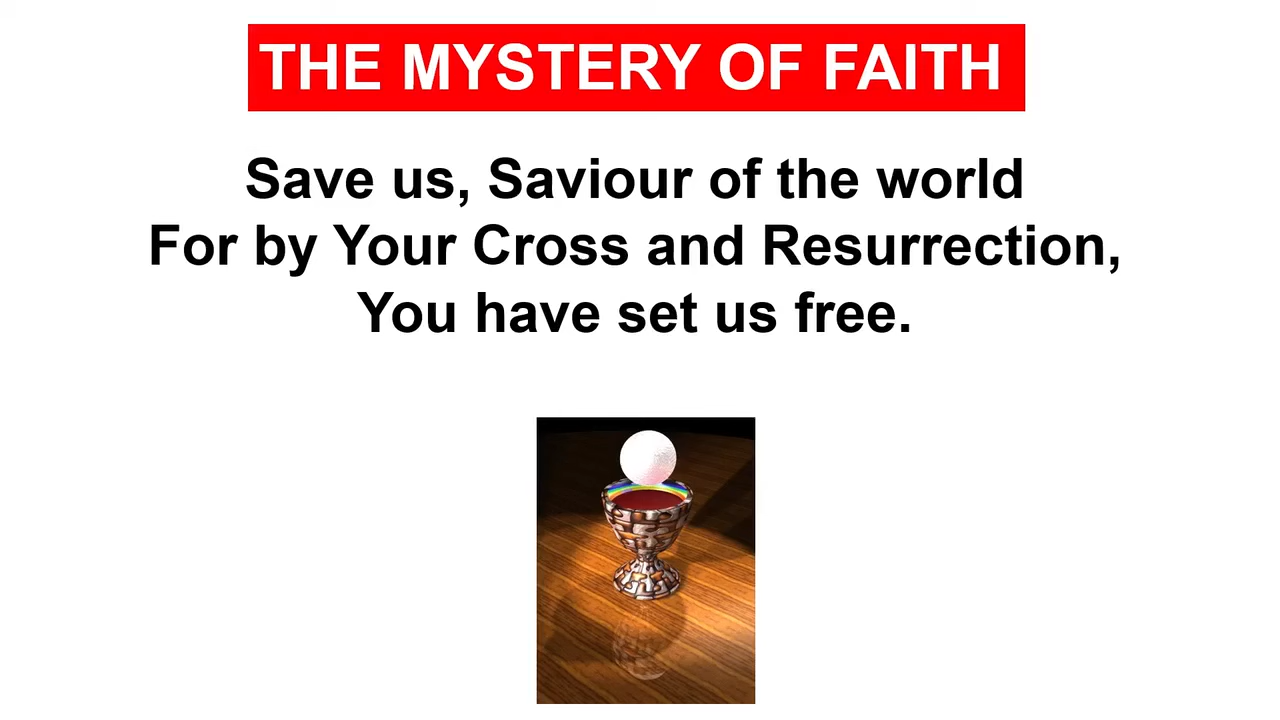 THE MYSTERY OF FAITH
Save us, Saviour of the world
For by Your Cross and Resurrection,
You have set us free.